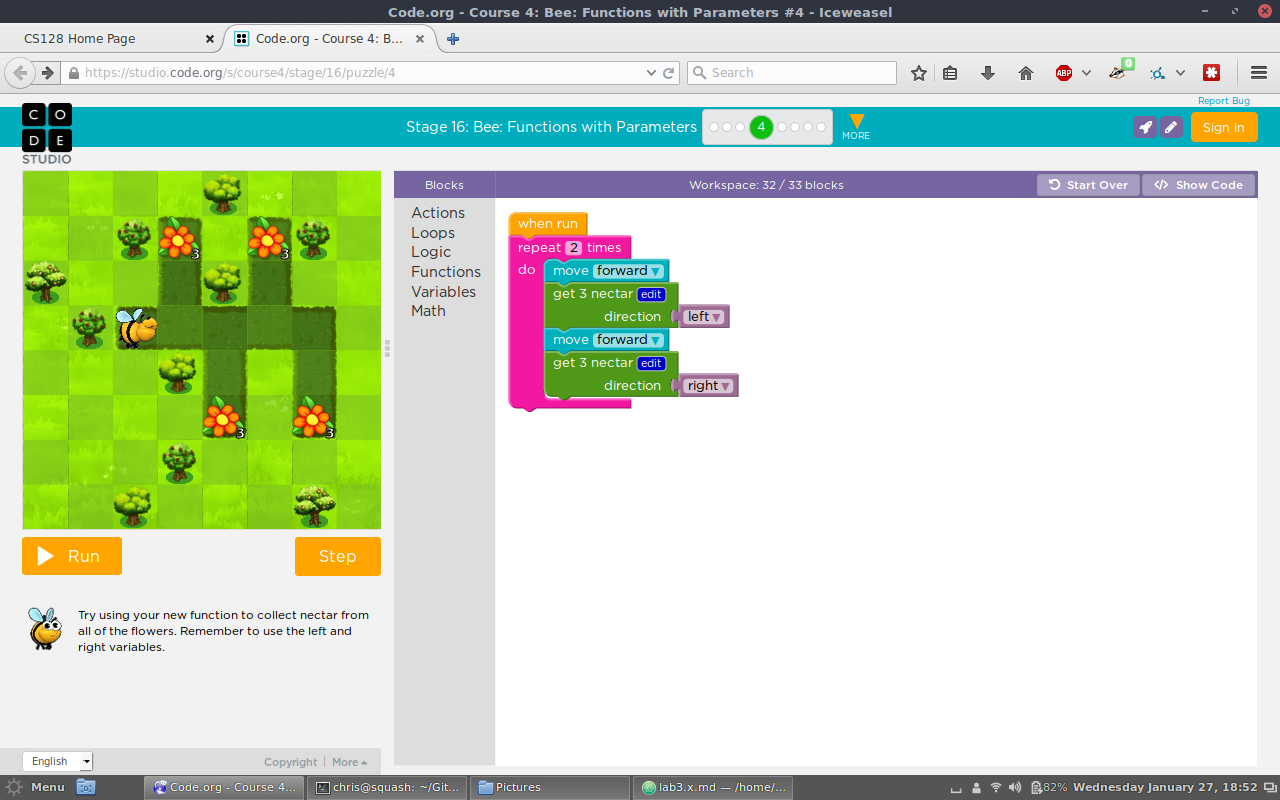 Code.org - Course 4: Bee: Functions with Parameters #4 - Iceweasel
CS128 Home Page
Code.org - Course 4: B...
https://studio.code.org/s/course4/stage/16/puzzle/4
Search
ABP
0
Report Bug
C O
D E
STUDIO
Stage 16: Bee: Functions with Parameters
4
MORE
Sign in
Blocks
Workspace: 32 / 33 blocks
Start Over
Show Code
Actions
Loops
Logic
Functions
Variables
Math
when run
repeat 2 times
do
move forward
get 3 nectar edit
direction left
move forward
get 3 nectar edit
direction right
3
3
3
3
Run
Step
Try using your new function to collect nectar from
all of the flowers. Remember to use the left and
right variables.
English
Copyright | More
Menu
Code.org - Course 4...
chris@squash: ~/Git...
Pictures
lab3.x.md — /home/...
82%
Wednesday January 27, 18:52